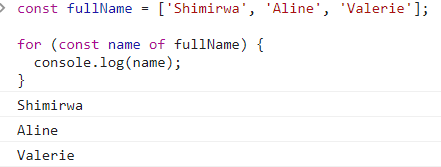 const fullName = ['Shimirwa', 'Aline', 'Valerie'];
for (const name of fullName) {
  console.log(name);
}
Shimirwa
Aline
Valerie